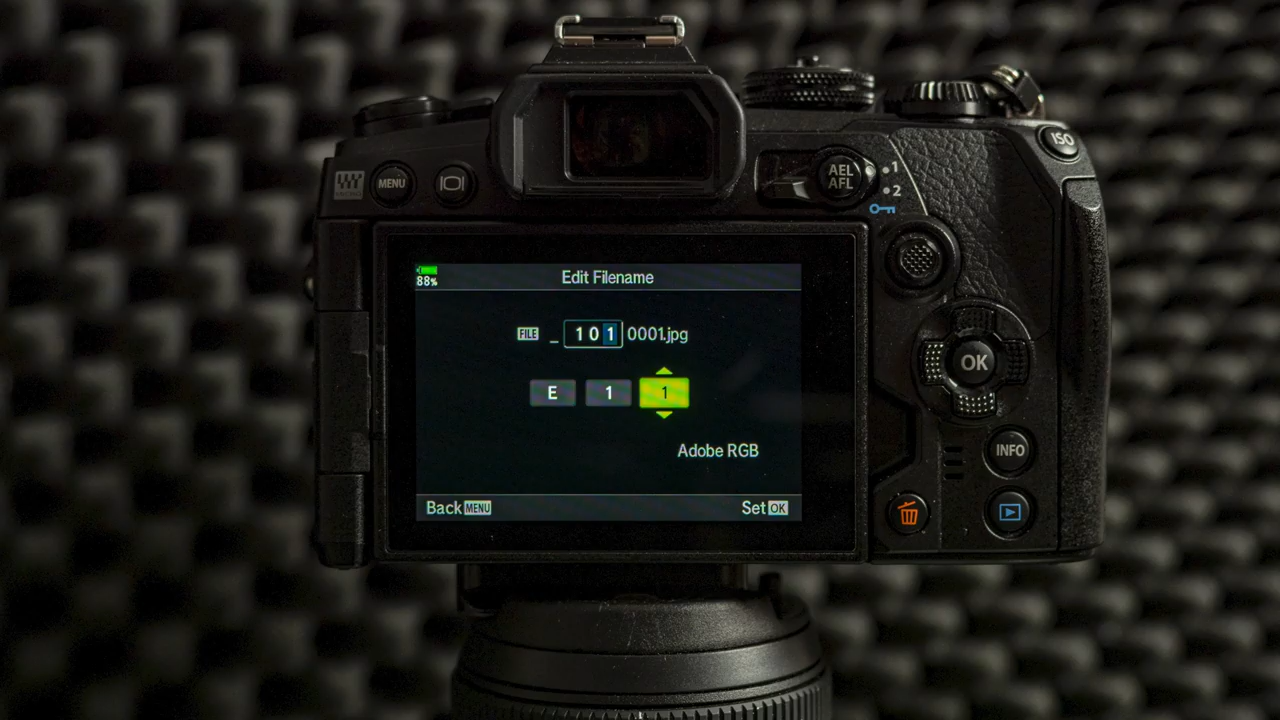 ISO
MENU
AEL
AFL
1
2
88%
Edit Filename
FILE _ 101 0001.jpg
E 1 1
Adobe RGB
Back MENU
Set OK
OK
INFO